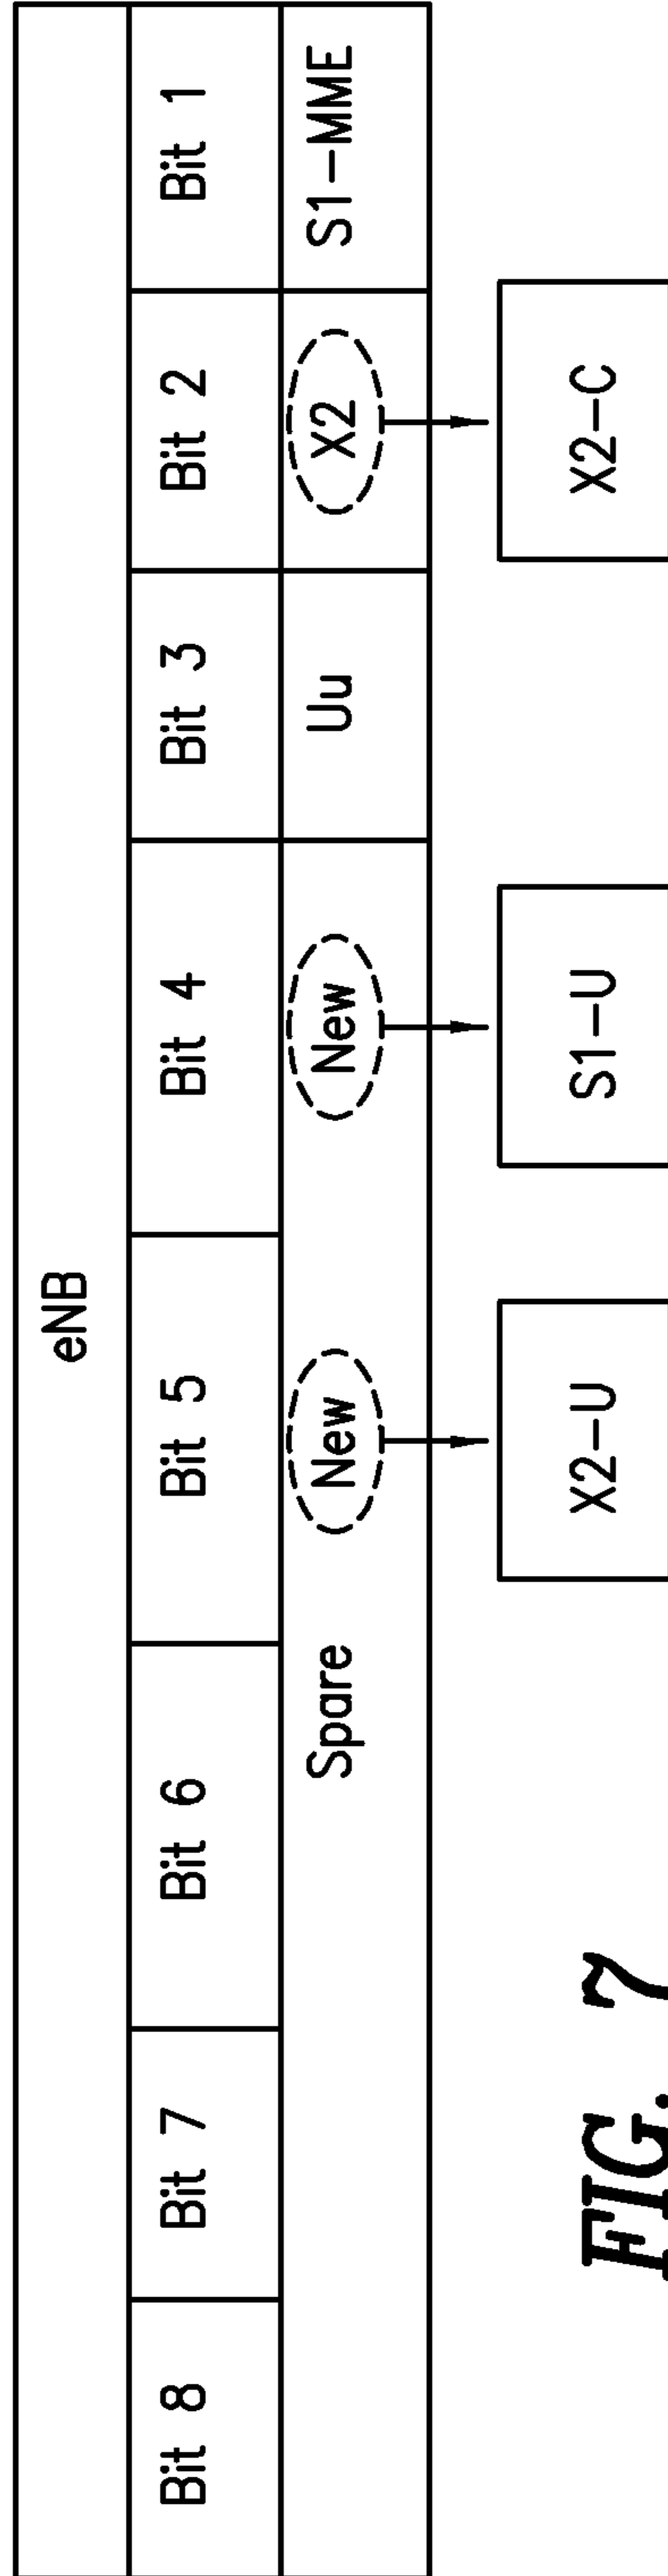 eNB
Bit 8 Bit 7 Bit 6 Bit 5 Bit 4 Bit 3 Bit 2 Bit 1
Spare New New Uu X2 S1-MME
X2-U S1-U X2-C
FIG. 7